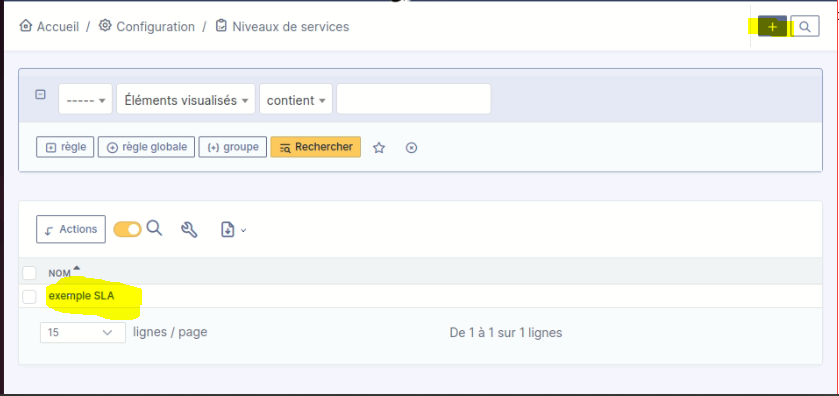 Accueil / Configuration / Niveaux de services
----- Éléments visualisés contient
règle règle globale groupe Rechercher
Actions
NOM
exemple SLA
15 lignes / page De 1 à 1 sur 1 lignes